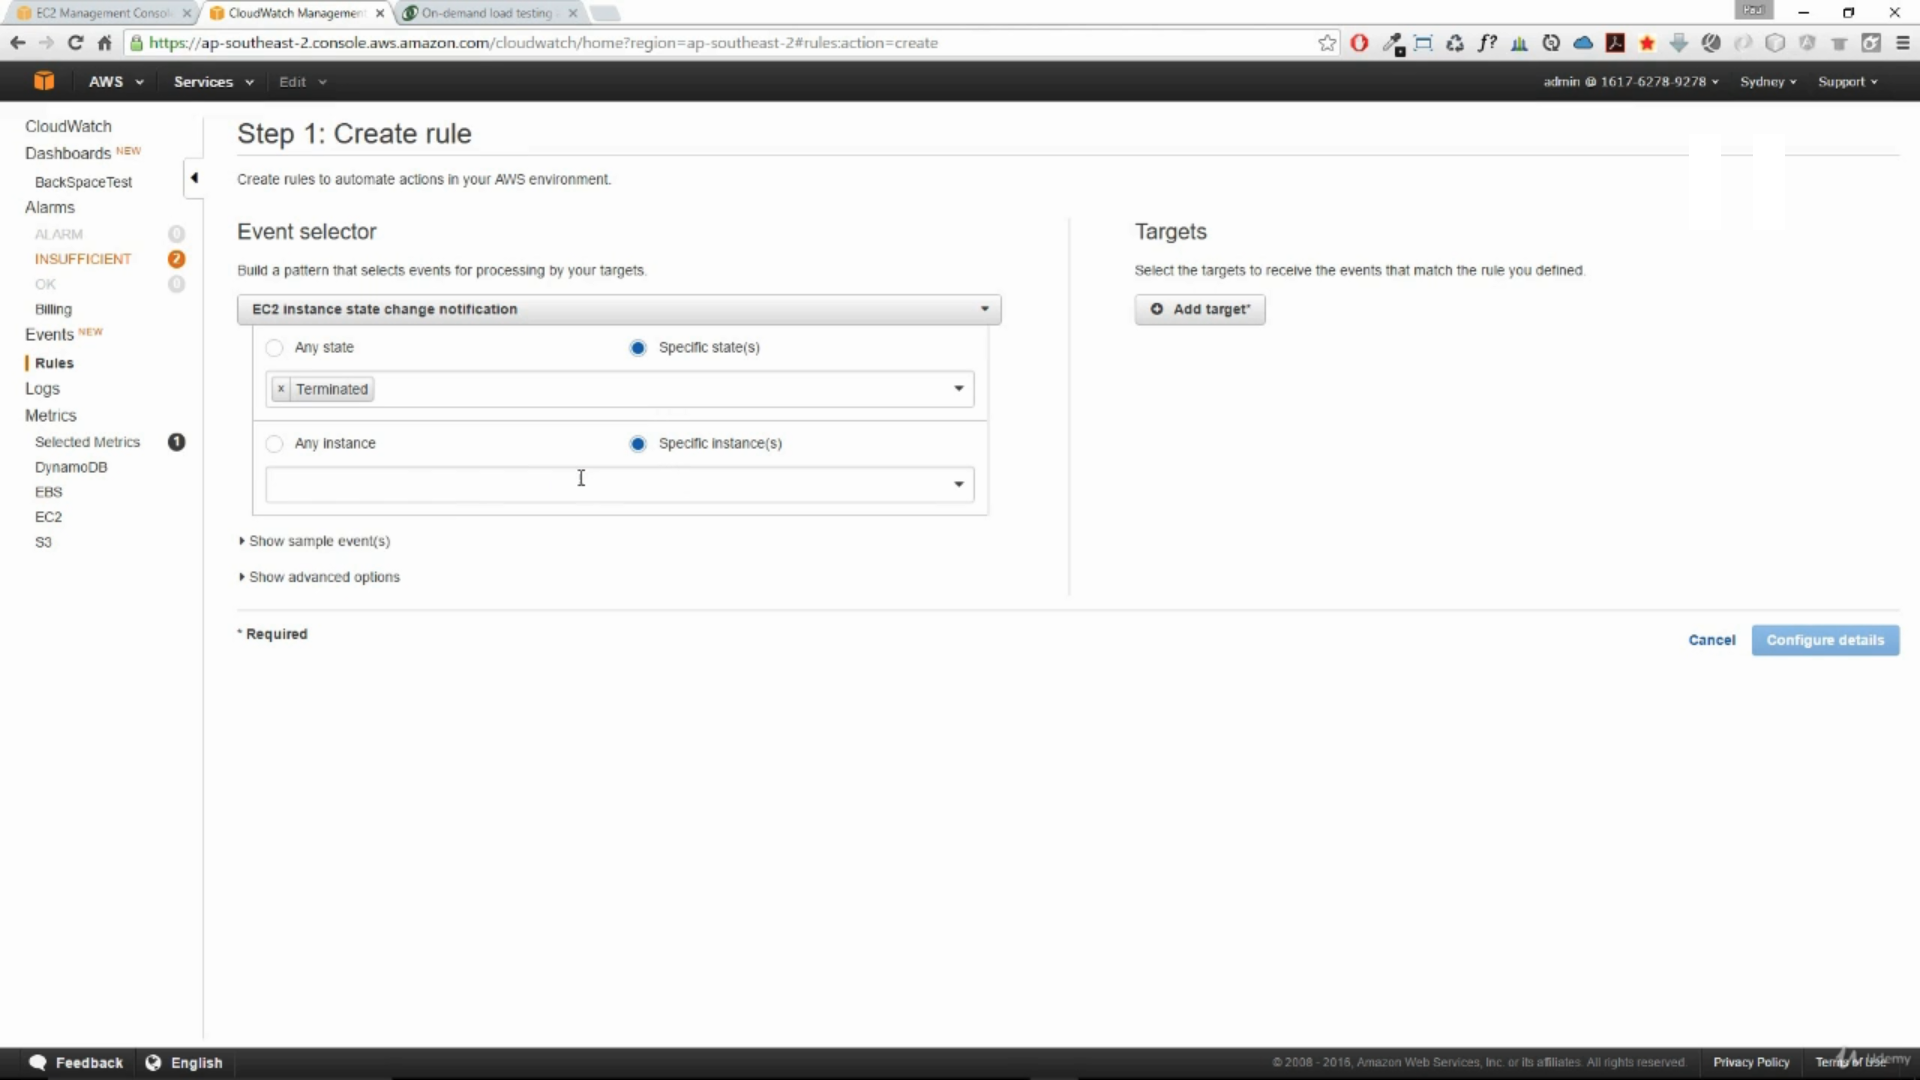 EC2 Management Consol
CloudWatch Management
On-demand load testing
Paul
https://ap-southeast-2.console.aws.amazon.com/cloudwatch/home?region=ap-southeast-2#rules:action=create
f?
AWS
Services
Edit
admin @ 1617-6278-9278
Sydney
Support
CloudWatch
Dashboards NEW
BackSpaceTest
Alarms
ALARM 0
INSUFFICIENT 2
OK 0
Billing
Events NEW
Rules
Logs
Metrics
Selected Metrics 1
DynamoDB
EBS
EC2
S3
Step 1: Create rule
Create rules to automate actions in your AWS environment.
Event selector
Build a pattern that selects events for processing by your targets.
EC2 instance state change notification
Any state
Specific state(s)
x Terminated
Any instance
Specific instance(s)
Show sample event(s)
Show advanced options
* Required
Targets
Select the targets to receive the events that match the rule you defined.
Add target*
Cancel
Configure details
Feedback
English
© 2008 - 2016, Amazon Web Services, Inc. or its affiliates. All rights reserved.
Privacy Policy
Terms of Use
Udemy